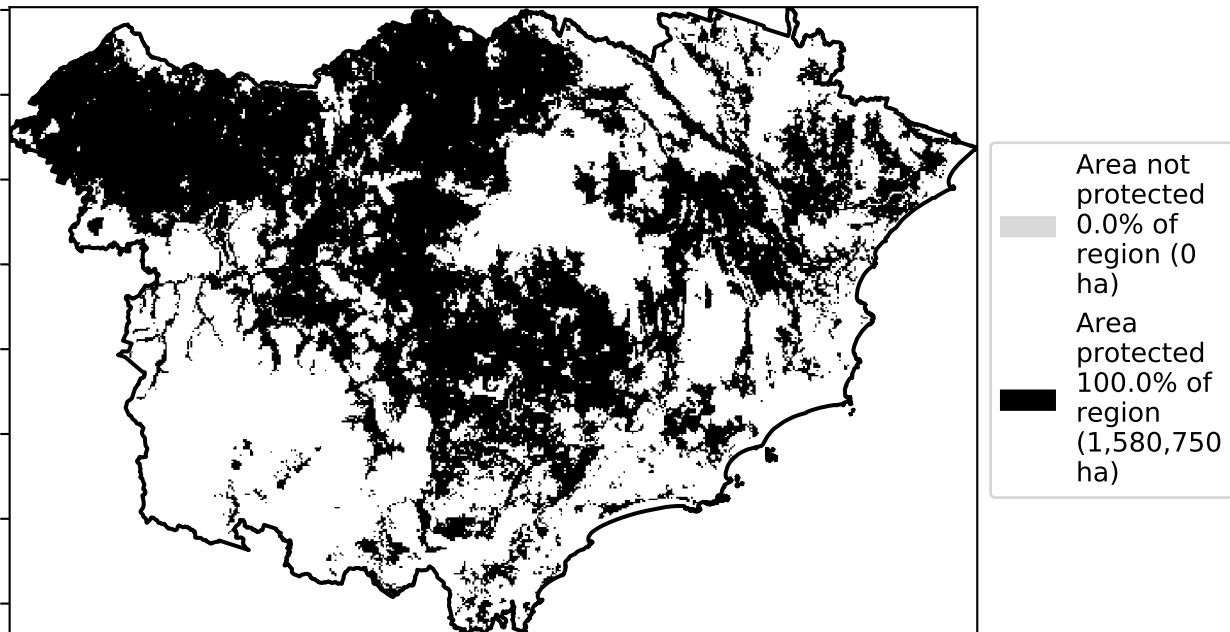 Area not
protected
0.0% of
region (0
ha)
Area
protected
100.0% of
region
(1,580,750
ha)